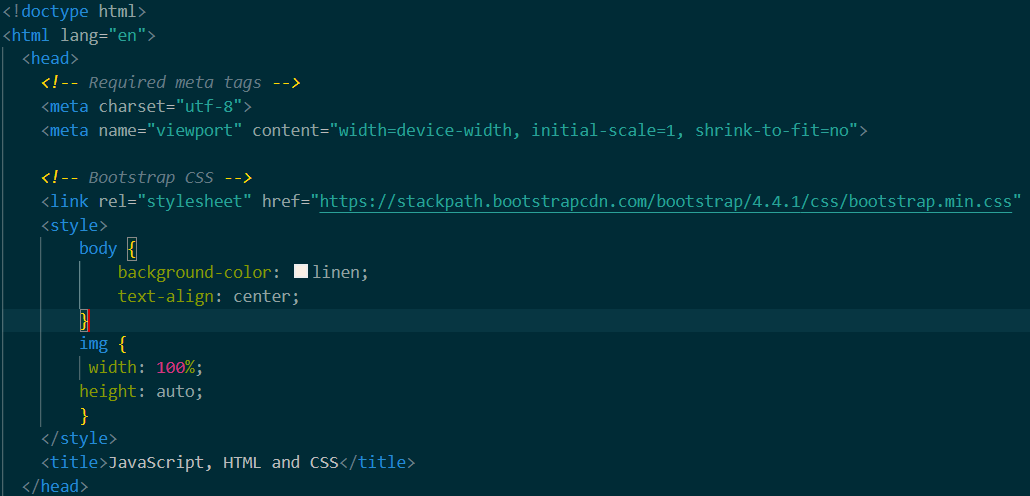 <!doctype html>
<html lang="en">
  <head>
    <!-- Required meta tags -->
    <meta charset="utf-8">
    <meta name="viewport" content="width=device-width, initial-scale=1, shrink-to-fit=no">

    <!-- Bootstrap CSS -->
    <link rel="stylesheet" href="https://stackpath.bootstrapcdn.com/bootstrap/4.4.1/css/bootstrap.min.css"
    <style>
        body {
            background-color: linen;
            text-align: center;
        }
        img {
         width: 100%;
        height: auto;
        }
    </style>
    <title>JavaScript, HTML and CSS</title>
  </head>